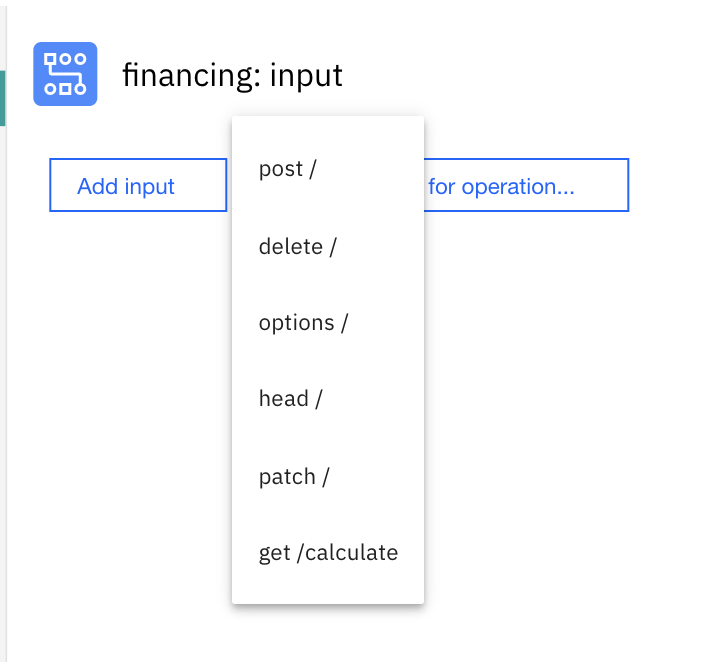 financing: input
Add input
for operation...
post /
delete /
options /
head /
patch /
get /calculate